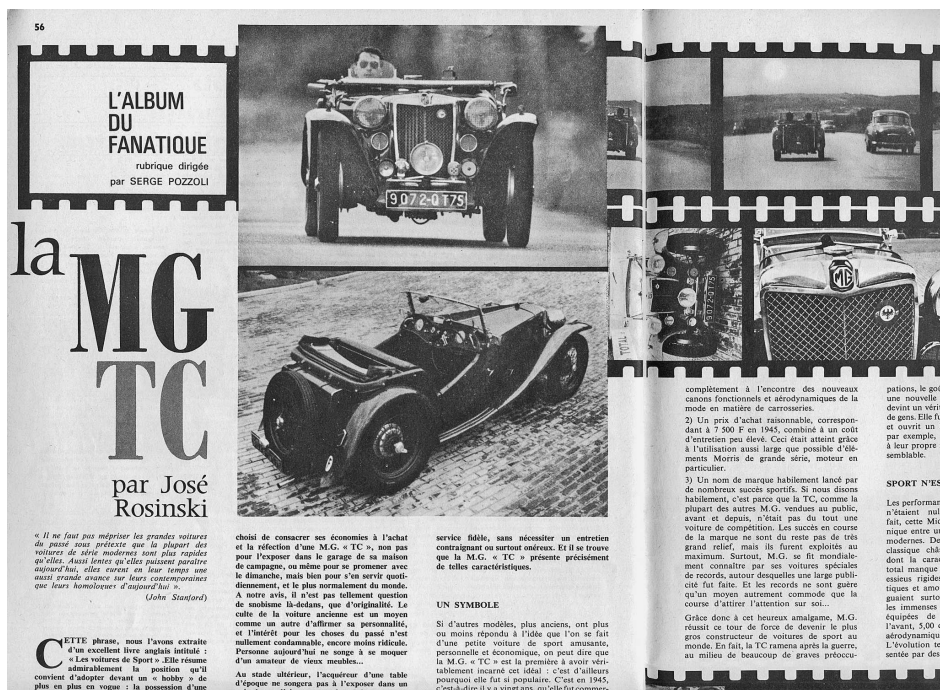 56
L'ALBUM
DU
FANATIQUE
rubrique dirigée
par SERGE POZZOLI
la
MG
TC
par José
Rosinski
« Il ne faut pas mépriser les grandes voitures
du passé sous prétexte que la plupart des
voitures de série modernes sont plus rapides
qu'elles. Aussi lentes qu'elles puissent paraître
aujourd'hui, elles eurent en leur temps une
aussi grande avance sur leurs contemporaines
que leurs homologues d'aujourd'hui ».
(John Stanford)
CETTE phrase, nous l'avons extraite
d'un excellent livre anglais intitulé :
« Les voitures de Sport » .Elle résume
admirablement la position qu'il
convient d'adopter devant un « hobby » de
plus en plus en vogue : la possession d'une
9072-QT75
choisi de consacrer ses économies à l'achat
et la réfection d'une M.G. « TC », non pas
pour l'exposer dans le garage de sa maison
de campagne, ou même pour se promener avec
le dimanche, mais bien pour s'en servir quoti-
diennement, et le plus normalement du monde.
A notre avis, il n'est pas tellement question
de snobisme là-dedans, que d'originalité. Le
culte de la voiture ancienne est un moyen
comme un autre d'affirmer sa personnalité,
et l'intérêt pour les choses du passé n'est
nullement condamnable, encore moins ridicule.
Personne aujourd'hui ne songe à se moquer
d'un amateur de vieux meubles...
Au stade ultérieur, l'acquéreur d'une table
d'époque ne songera pas à l'exposer dans un
service fidèle, sans nécessiter un entretien
contraignant ou surtout onéreux. Et il se trouve
que la M.G. « TC » présente précisément
de telles caractéristiques.
UN SYMBOLE
Si d'autres modèles, plus anciens, ont plus
ou moins répondu à l'idée que l'on se fait
d'une petite voiture de sport amusante,
personnelle et économique, on peut dire que
la M.G. « TC » est la première à avoir véri-
tablement incarné cet idéal : c'est d'ailleurs
pourquoi elle fut si populaire. C'est en 1945,
c'est-à-dire il y a vingt ans, qu'elle fut commer-
9072-QT75
MG
complètement à l'encontre des nouveaux
canons fonctionnels et aérodynamiques de la
mode en matière de carrosseries.
2) Un prix d'achat raisonnable, correspon-
dant à 7 500 F en 1945, combiné à un coût
d'entretien peu élevé. Ceci était atteint grâce
à l'utilisation aussi large que possible d'élé-
ments Morris de grande série, moteur en
particulier.
3) Un nom de marque habilement lancé par
de nombreux succès sportifs. Si nous disons
habilement, c'est parce que la TC, comme la
plupart des autres M.G. vendues au public,
avant et depuis, n'était pas du tout une
voiture de compétition. Les succès en course
de la marque ne sont du reste pas de très
grand relief, mais ils furent exploités au
maximum. Surtout, M.G. se fit mondiale-
ment connaître par ses voitures spéciales
de records, autour desquelles une large publi-
cité fut faite. Et les records ne sont guère
qu'un moyen autrement commode que la
course d'attirer l'attention sur soi...
Grâce donc à cet heureux amalgame, M.G.
réussit ce tour de force de devenir le plus
gros constructeur de voitures de sport au
monde. En fait, la TC ramena après la guerre,
au milieu de beaucoup de graves préoccu-
pations, le goû
une nouvelle
devint un véri
de gens. Elle fu
et ouvrit un
par exemple,
à leur propre
semblable.
SPORT N'ES
Les performan
n'étaient nul
fait, cette Mid
nique entre un
modernes. De
classique châs
dont la carac
total manque
essieux rigides
tiques et amo
guaient surto
les immenses
équipées de
l'avant, 5,00 d
aérodynamiqu
L'évolution te
sentée par des